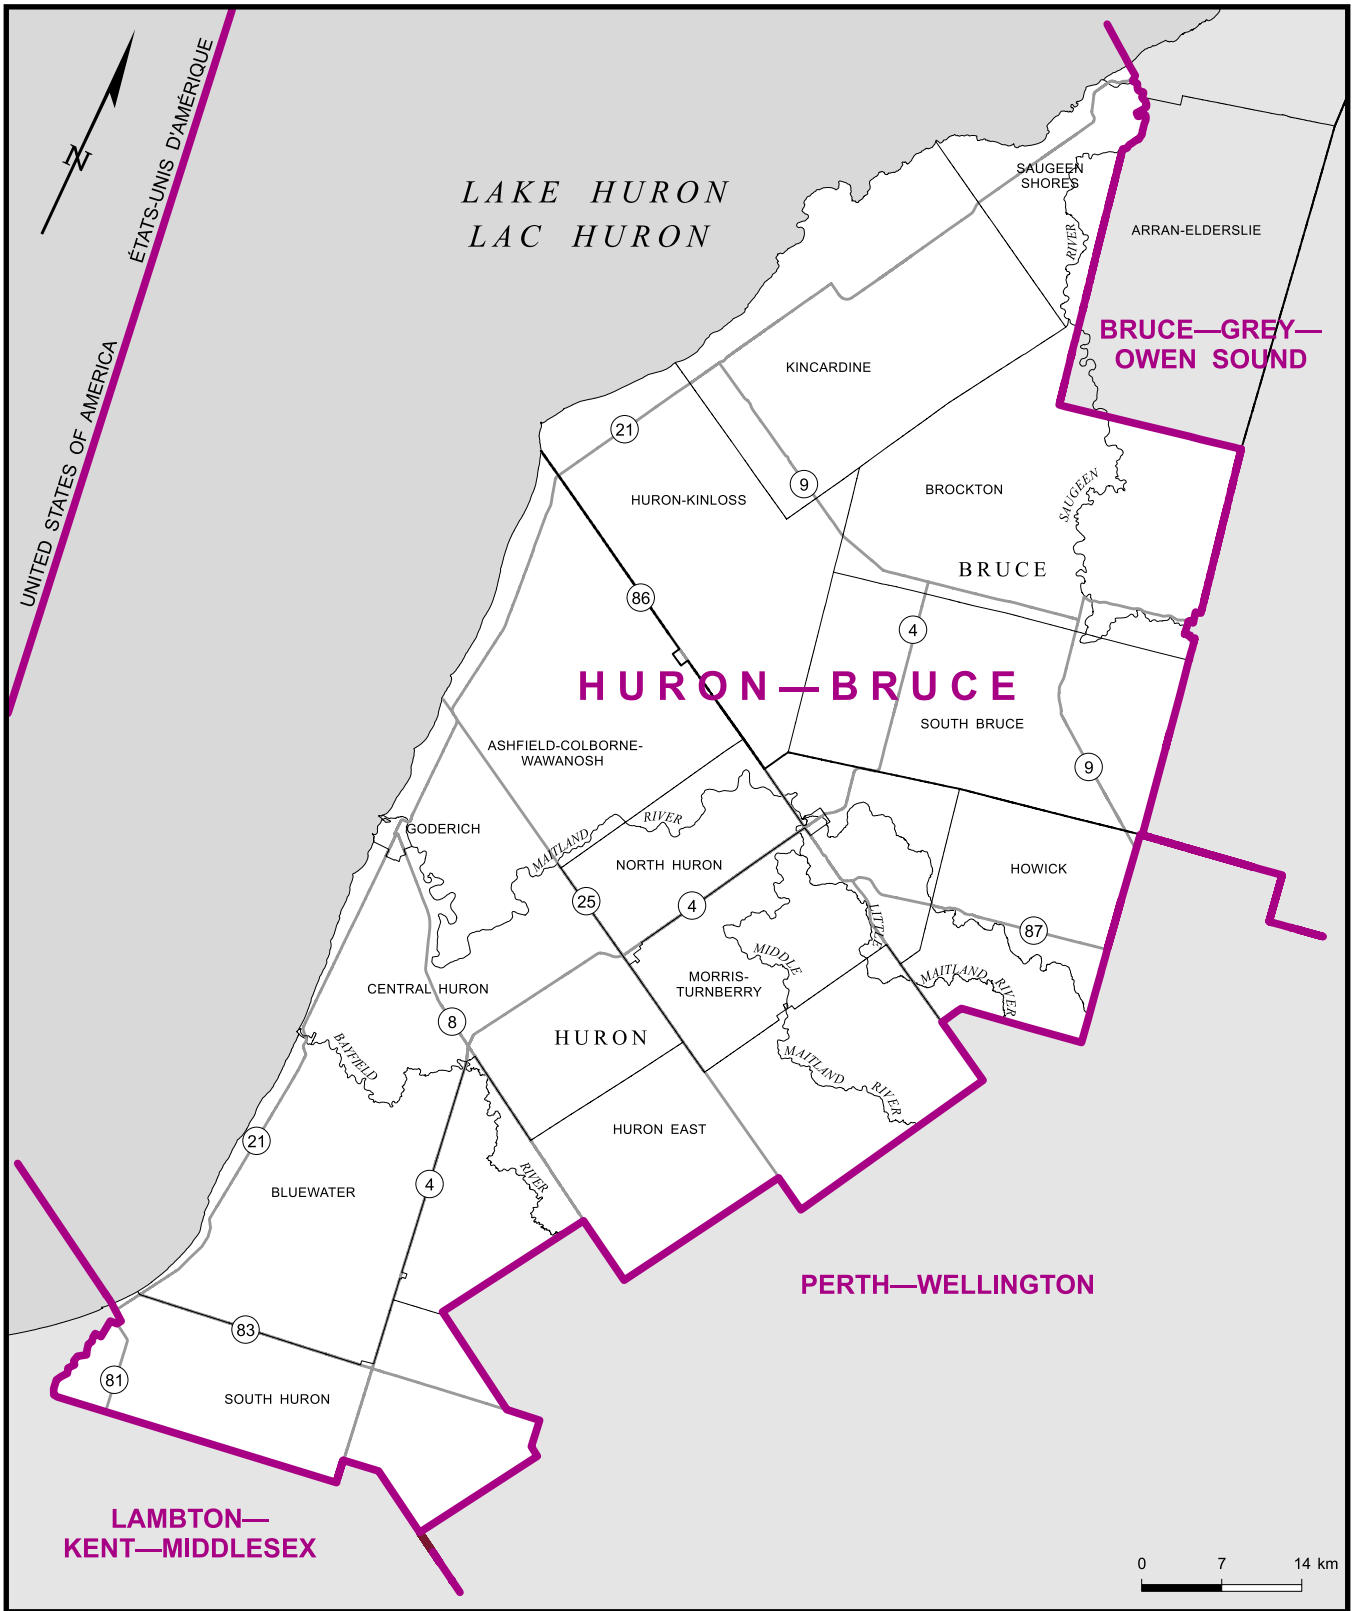 N
ÉTATS-UNIS D'AMÉRIQUE
UNITED STATES OF AMERICA
LAKE HURON
LAC HURON
SAUGEEN
SHORES
RIVER
ARRAN-ELDERSLIE
BRUCE—GREY—
OWEN SOUND
KINCARDINE
21
9
HURON-KINLOSS
BROCKTON
SAUGEEN
BRUCE
86
4
HURON—BRUCE
SOUTH BRUCE
ASHFIELD-COLBORNE-
WAWANOSH
9
GODERICH
MAITLAND
RIVER
NORTH HURON
HOWICK
25
4
LITTLE
87
MIDDLE
MAITLAND
RIVER
CENTRAL HURON
MORRIS-
TURNBERRY
8
HURON
BAYFIELD
MAITLAND
RIVER
21
HURON EAST
RIVER
BLUEWATER
4
PERTH—WELLINGTON
83
81
SOUTH HURON
LAMBTON—
KENT—MIDDLESEX
0 7 14 km